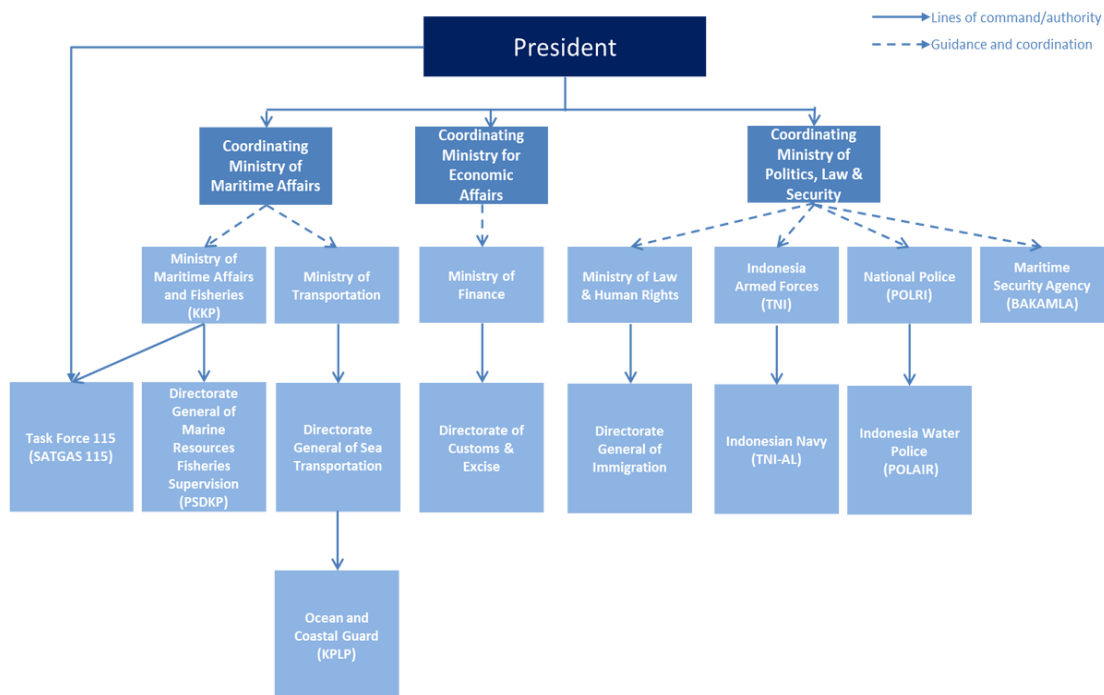 Lines of command/authority
Guidance and coordination
President
Coordinating
Ministry of
Maritime Affairs
Coordinating
Ministry for
Economic
Affairs
Coordinating
Ministry of
Politics, Law &
Security
Ministry of
Maritime Affairs
and Fisheries
(KKP)
Ministry of
Transportation
Ministry of
Finance
Ministry of Law
& Human Rights
Indonesia
Armed Forces
(TNI)
National Police
(POLRI)
Maritime
Security Agency
(BAKAMLA)
Task Force 115
(SATGAS 115)
Directorate
General of
Marine
Resources
Fisheries
Supervision
(PSDKP)
Directorate
General of Sea
Transportation
Directorate of
Customs &
Excise
Directorate
General of
Immigration
Indonesian Navy
(TNI-AL)
Indonesia Water
Police
(POLAIR)
Ocean and
Coastal Guard
(KPLP)